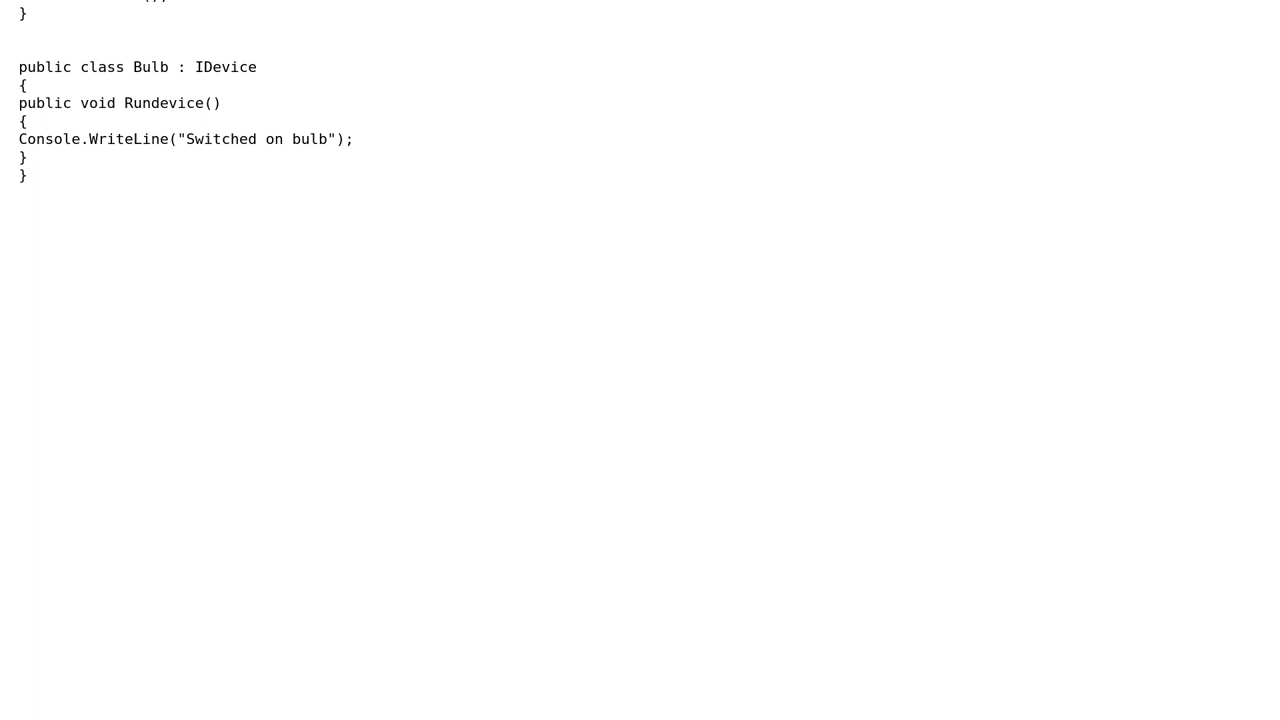 }
public class Bulb : IDevice
{
public void Rundevice()
{
Console.WriteLine("Switched on bulb");
}
}